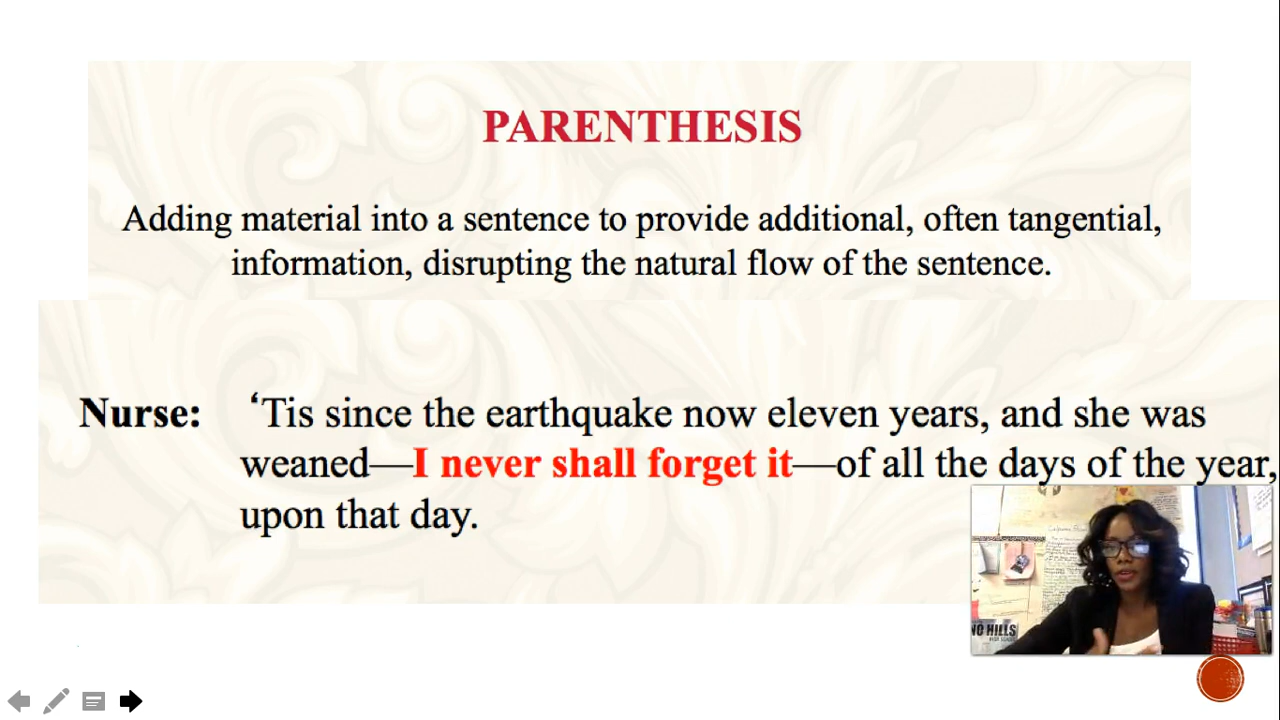 PARENTHESIS
Adding material into a sentence to provide additional, often tangential,
information, disrupting the natural flow of the sentence.
Nurse: ‘Tis since the earthquake now eleven years, and she was
weaned—I never shall forget it—of all the days of the year,
upon that day.
NO HILLS